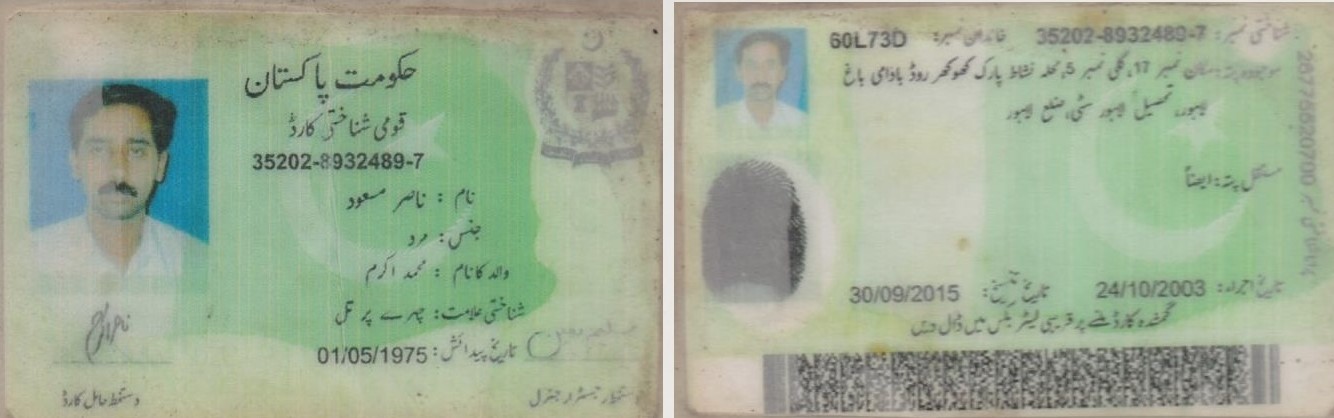 حکومت پاکستان
قومی شناختی کارڈ
35202-8932489-7
نام : ناصر مسعود
جنس : مرد
والد کا نام : محمد اکرم
شناختی علامت : چہرے پر تل
تاریخ پیدائش : 01/05/1975
دستخط حامل کارڈ
دستخط رجسٹرار جنرل
شناختی نمبر : 35202-8932489-7 خاندان نمبر : 60L73D
موجودہ پتہ : مکان نمبر 17، گلی نمبر 5، محلہ نشاط پارک کھوکھر روڈ بادامی باغ
لاہور، تحصیل لاہور سٹی، ضلع لاہور
مستقل پتہ : ایضاً
تاریخ اجراء : 24/10/2003 تاریخ تنسیخ : 30/09/2015
گمشدہ کارڈ ملنے پر قریبی لیٹر بکس میں ڈال دیں